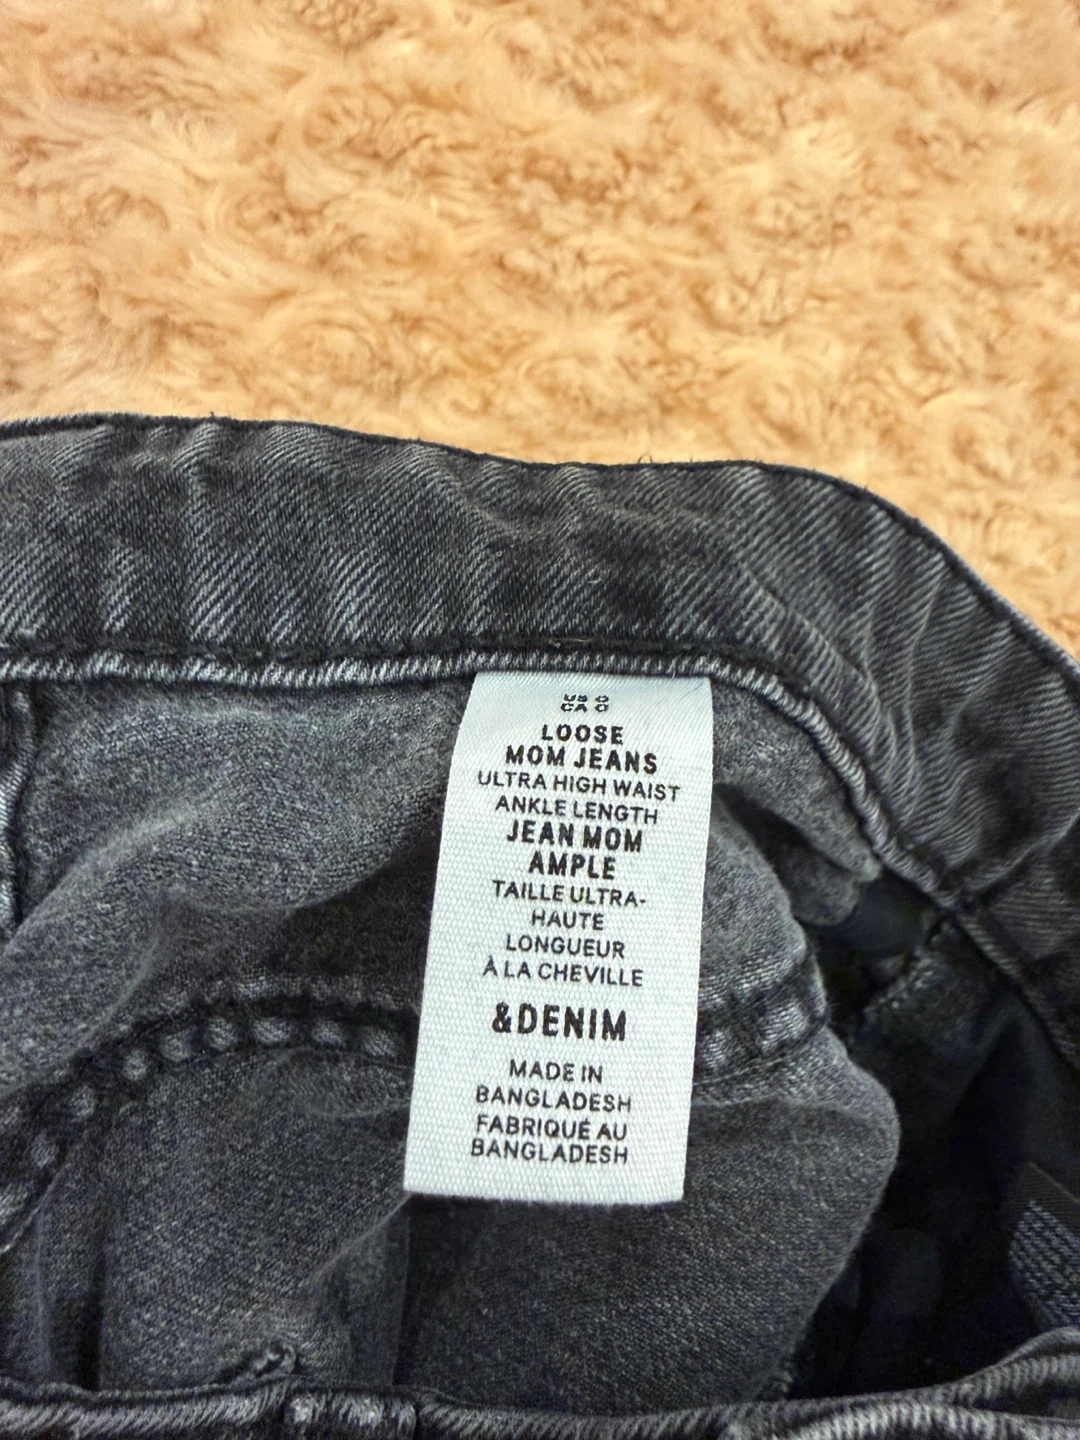 US 0
CA 0
LOOSE
MOM JEANS
ULTRA HIGH WAIST
ANKLE LENGTH
JEAN MOM
AMPLE
TAILLE ULTRA-
HAUTE
LONGUEUR
À LA CHEVILLE
&DENIM
MADE IN
BANGLADESH
FABRIQUÉ AU
BANGLADESH